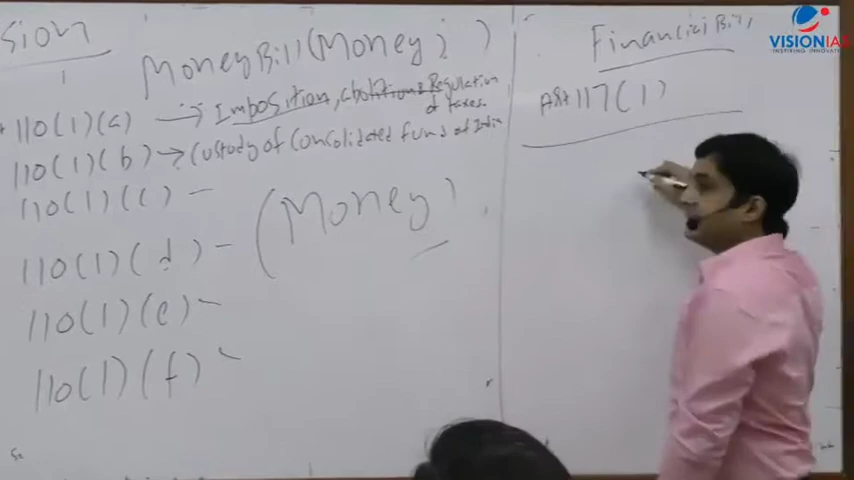 sion
Money Bill (Money ; )
110(1)(a) → Imposition, abolition & Regulation
of taxes.
110(1)(b) → Custody of Consolidated fund of India
110(1)(c) -
(Money)
110(1)(d) -
110(1)(e) -
110(1)(f) -
Financial Bill,
Art 117(1)
VISIONIAS
INSPIRING INNOVATION